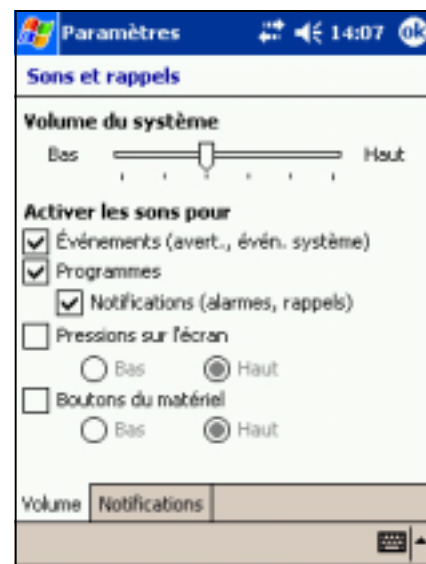 Paramètres 14:07 ok
Sons et rappels
Volume du système
Bas Haut
Activer les sons pour
Événements (avert., évén. système)
Programmes
Notifications (alarmes, rappels)
Pressions sur l'écran
Bas Haut
Boutons du matériel
Bas Haut
Volume Notifications